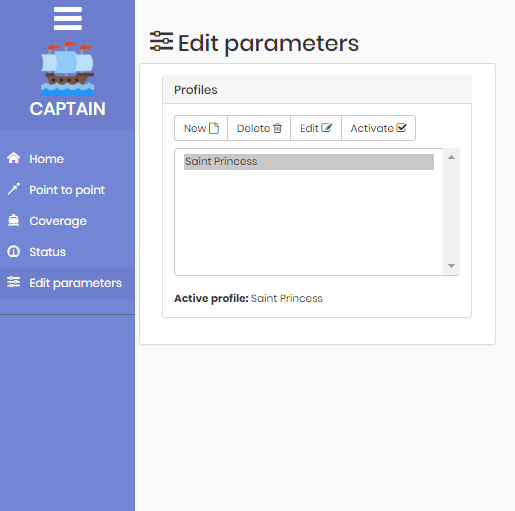 CAPTAIN
Home
Point to point
Coverage
Status
Edit parameters
Edit parameters
Profiles
New Delete Edit Activate
Saint Princess
Active profile: Saint Princess